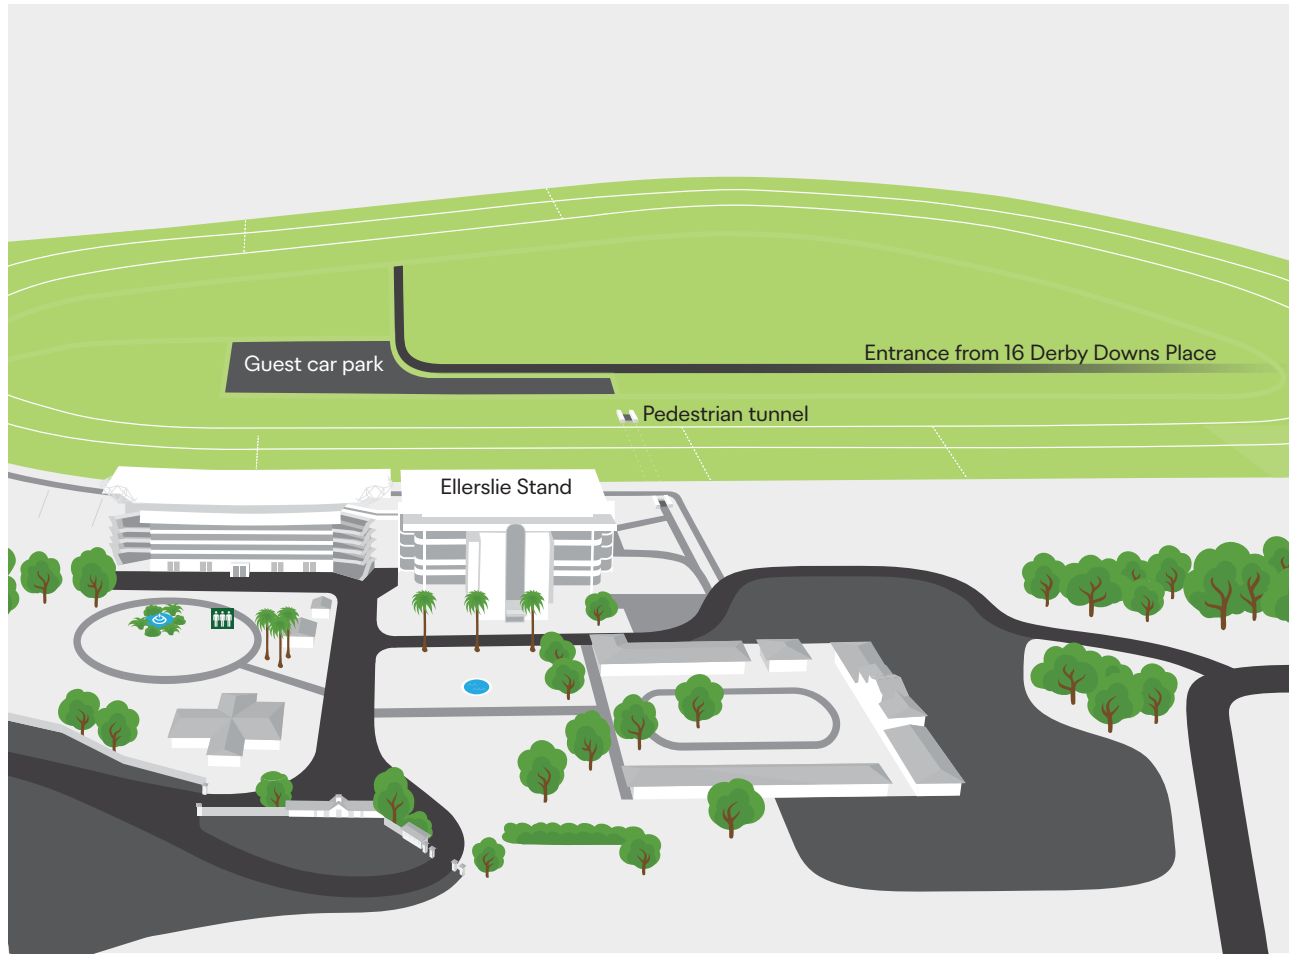 Entrance from 16 Derby Downs Place
Guest car park
Pedestrian tunnel
Ellerslie Stand